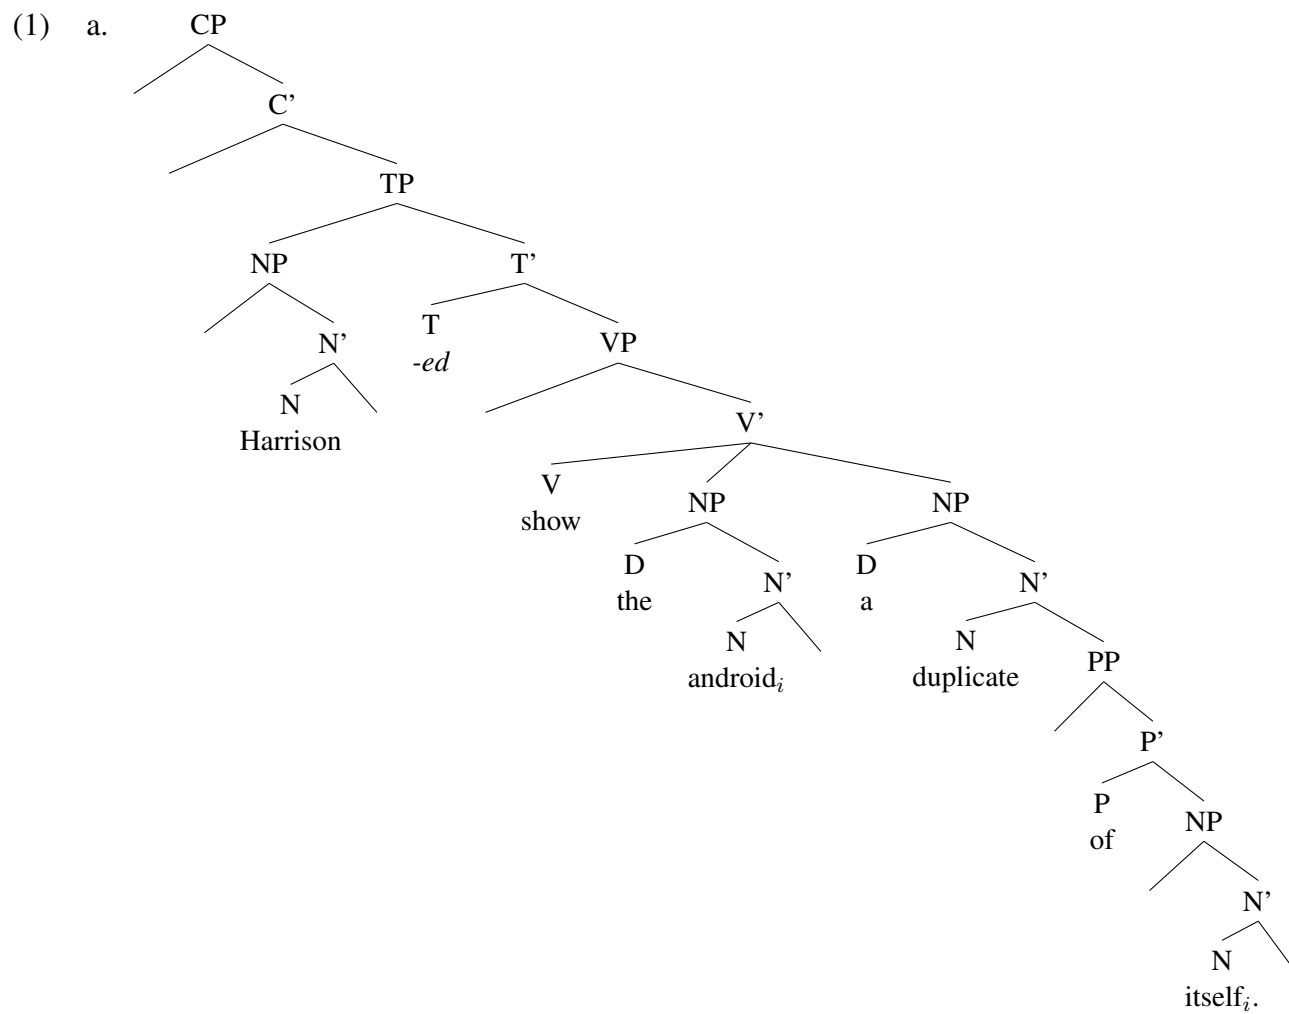 (1) a. CP
C’
TP
NP T’
T
N’ VP
-ed
N V’
Harrison
V NP NP
show
D N’ D N’
the a
N N PP
android_i duplicate
P’
P NP
of
N’
N
itself_i.